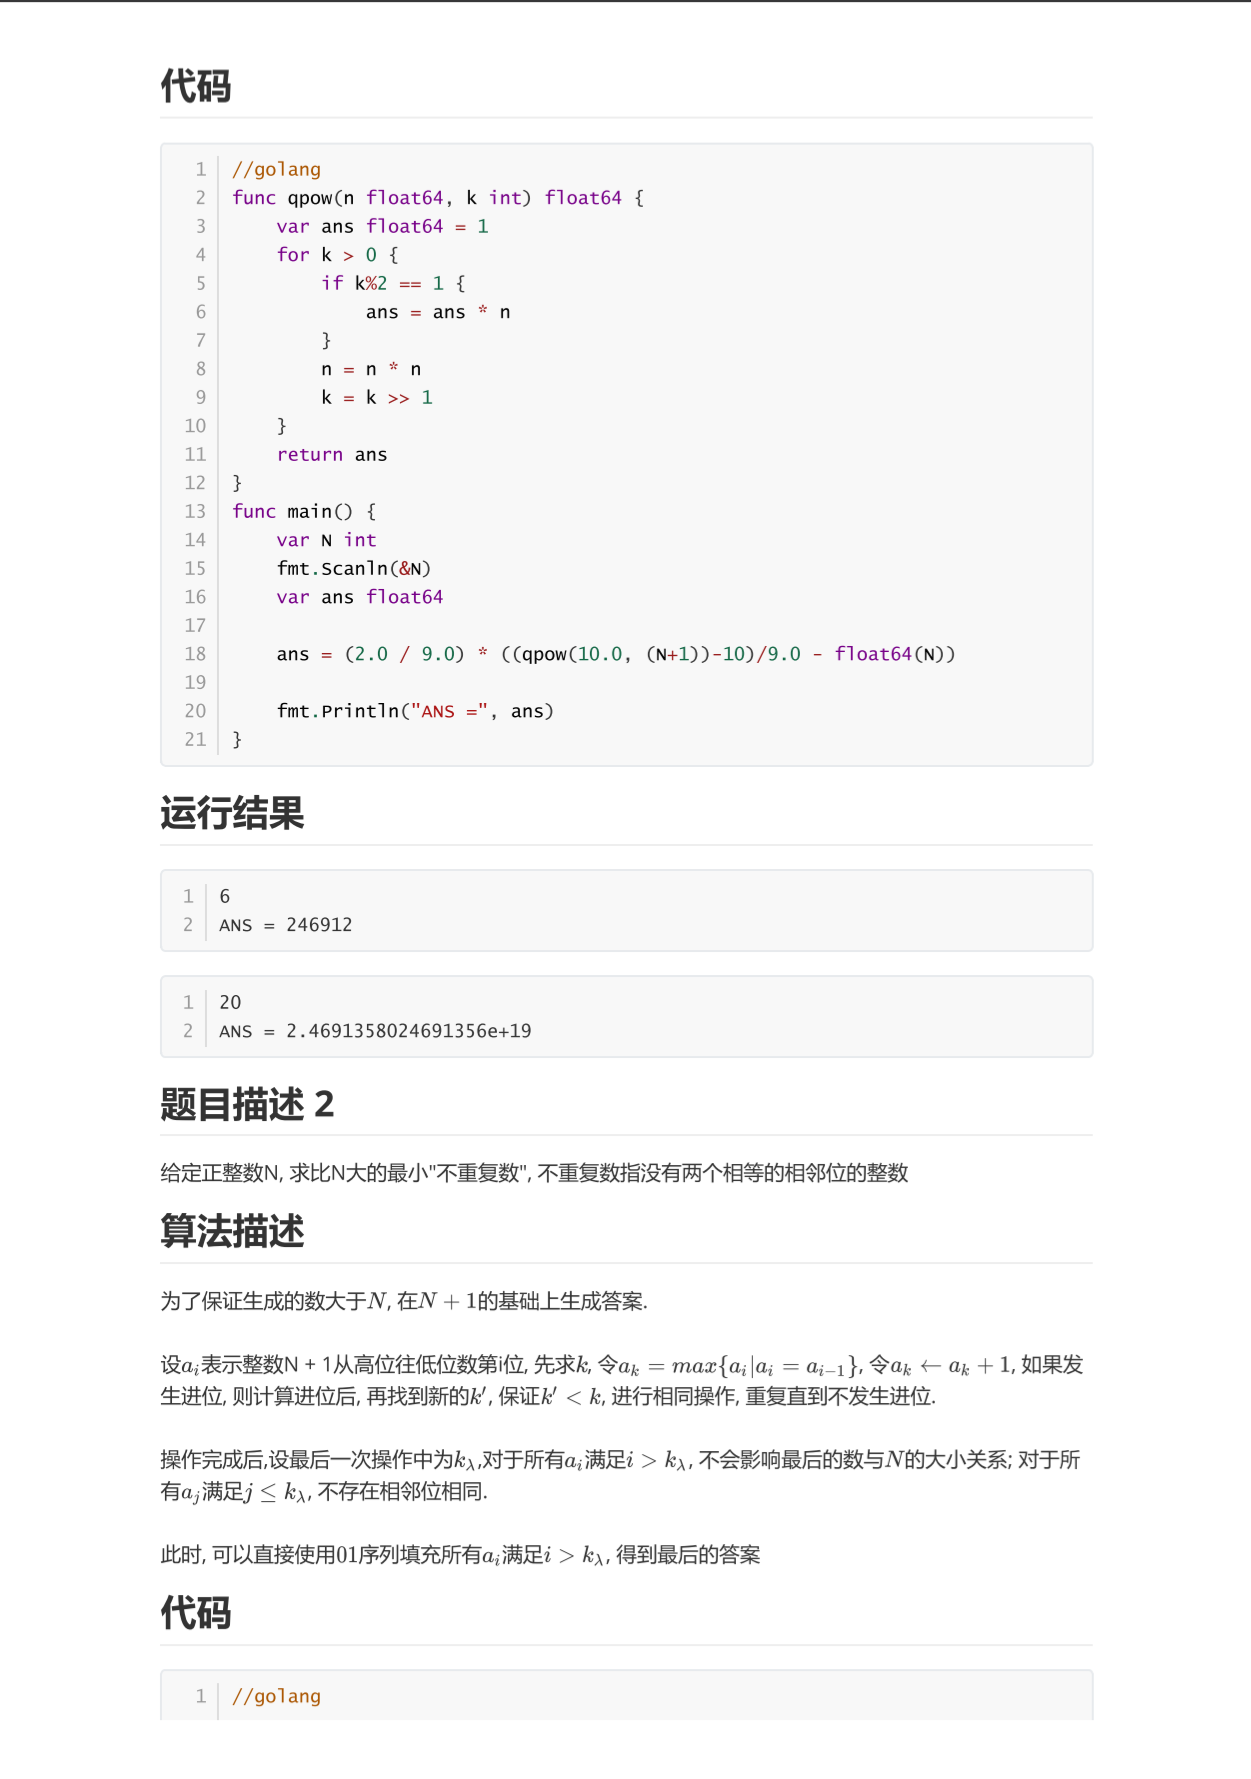 代码
1 //golang
2 func qpow(n float64, k int) float64 {
3     var ans float64 = 1
4     for k > 0 {
5         if k%2 == 1 {
6             ans = ans * n
7         }
8         n = n * n
9         k = k >> 1
10     }
11     return ans
12 }
13 func main() {
14     var N int
15     fmt.Scanln(&N)
16     var ans float64
17
18     ans = (2.0 / 9.0) * ((qpow(10.0, (N+1))-10)/9.0 - float64(N))
19
20     fmt.Println("ANS =", ans)
21 }
运行结果
1 6
2 ANS = 246912
1 20
2 ANS = 2.4691358024691356e+19
题目描述 2
给定正整数N, 求比N大的最小"不重复数", 不重复数指没有两个相等的相邻位的整数
算法描述
为了保证生成的数大于N, 在N + 1的基础上生成答案.
设aᵢ表示整数N + 1从高位往低位数第i位, 先求k, 令aₖ = max{aᵢ|aᵢ = aᵢ₋₁}, 令aₖ ← aₖ + 1, 如果发
生进位, 则计算进位后, 再找到新的k′, 保证k′ < k, 进行相同操作, 重复直到不发生进位.
操作完成后,设最后一次操作中为k_λ,对于所有aᵢ满足i > k_λ, 不会影响最后的数与N的大小关系; 对于所
有aⱼ满足j ≤ k_λ, 不存在相邻位相同.
此时, 可以直接使用01序列填充所有aᵢ满足i > k_λ, 得到最后的答案
代码
1 //golang